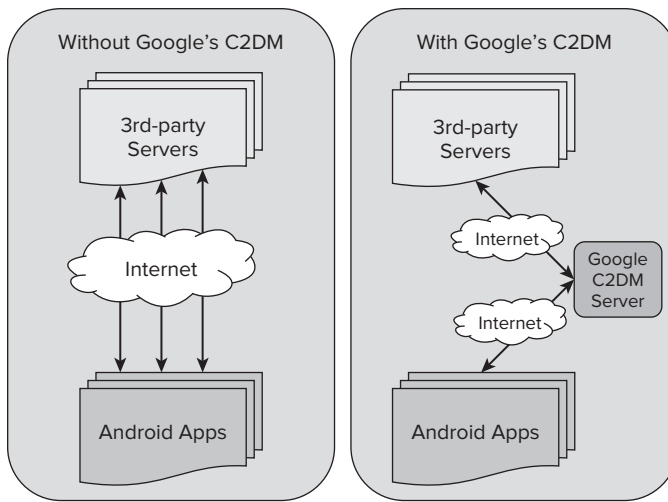 Without Google's C2DM
3rd-party
Servers
Internet
Android Apps
With Google's C2DM
3rd-party
Servers
Internet
Google
C2DM
Server
Internet
Android Apps